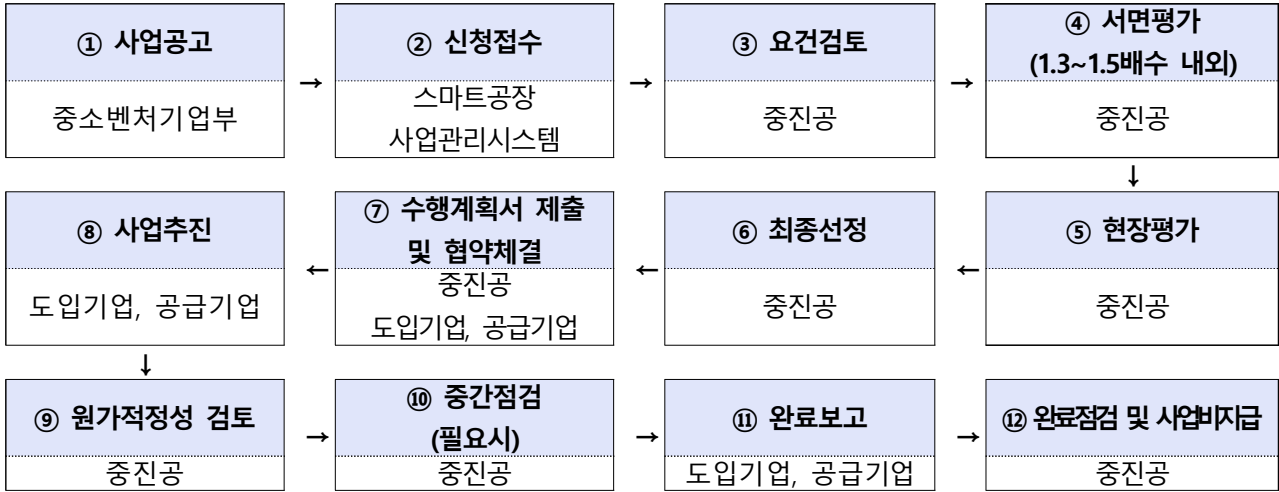 ① 사업공고
중소벤처기업부
→
② 신청접수
스마트공장
사업관리시스템
→
③ 요건검토
중진공
→
④ 서면평가
(1.3~1.5배수 내외)
중진공
↓
⑤ 현장평가
중진공
←
⑥ 최종선정
중진공
←
⑦ 수행계획서 제출
및 협약체결
중진공
도입기업, 공급기업
←
⑧ 사업추진
도입기업, 공급기업
↓
⑨ 원가적정성 검토
중진공
→
⑩ 중간점검
(필요시)
중진공
→
⑪ 완료보고
도입기업, 공급기업
→
⑫ 완료점검 및 사업비지급
중진공